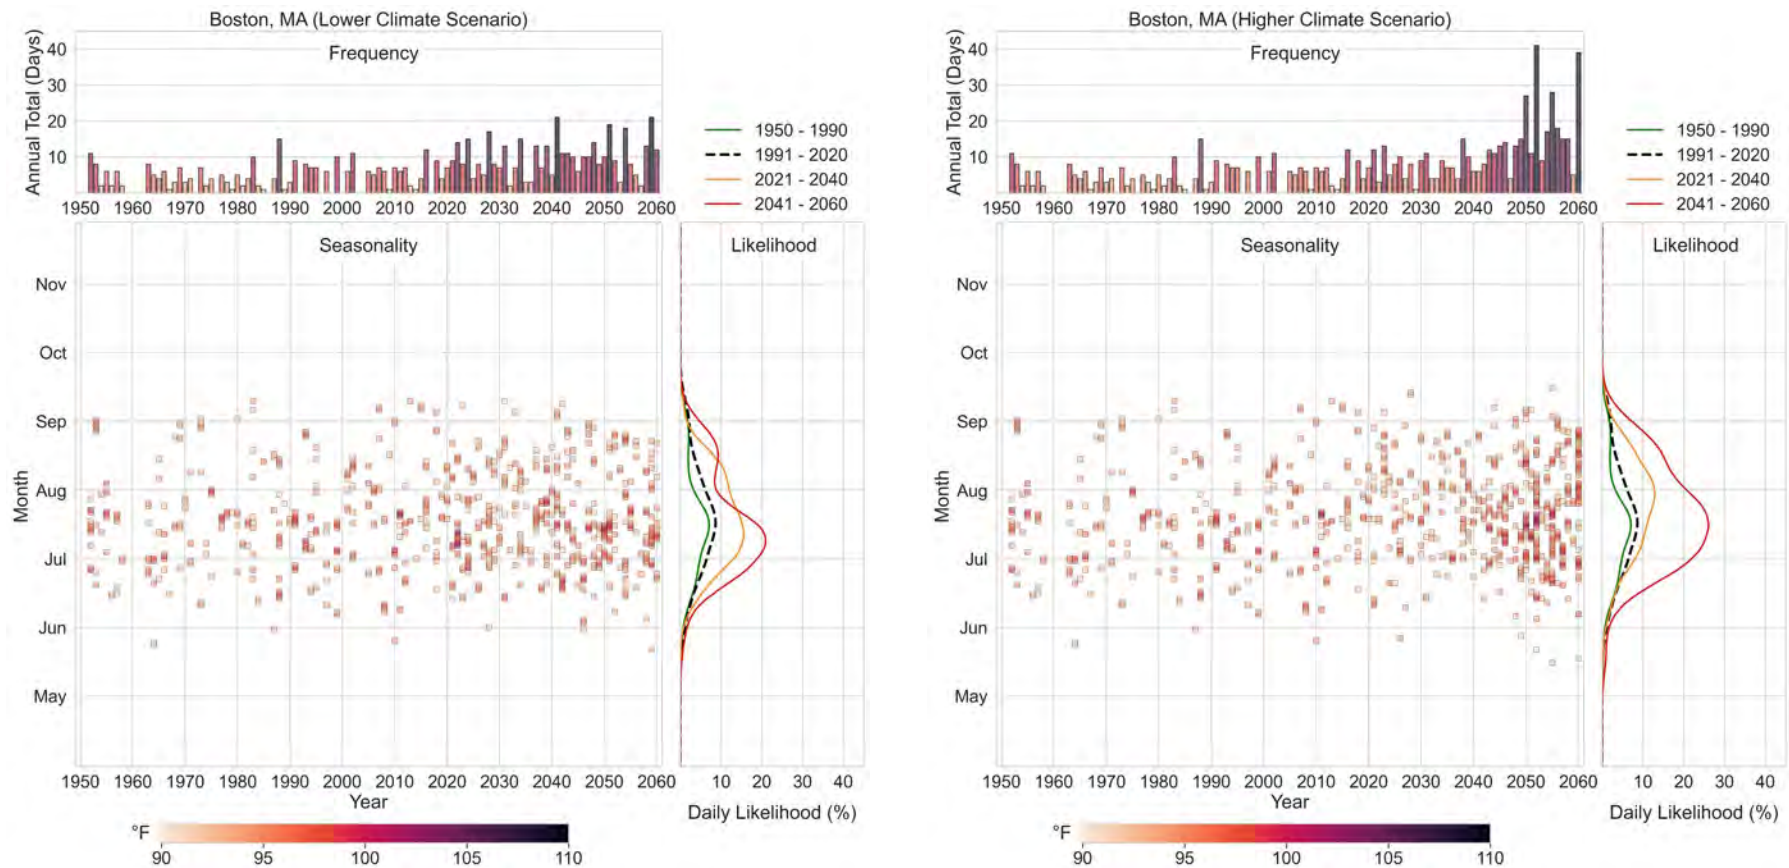 Boston, MA (Lower Climate Scenario)
Frequency
Annual Total (Days)
40
30
20
10
1950 1960 1970 1980 1990 2000 2010 2020 2030 2040 2050 2060
1950 - 1990
1991 - 2020
2021 - 2040
2041 - 2060
Seasonality
Likelihood
Month
Nov
Oct
Sep
Aug
Jul
Jun
May
1950 1960 1970 1980 1990 2000 2010 2020 2030 2040 2050 2060
Year
10 20 30 40
Daily Likelihood (%)
°F
90 95 100 105 110
Boston, MA (Higher Climate Scenario)
Frequency
Annual Total (Days)
40
30
20
10
1950 1960 1970 1980 1990 2000 2010 2020 2030 2040 2050 2060
1950 - 1990
1991 - 2020
2021 - 2040
2041 - 2060
Seasonality
Likelihood
Month
Nov
Oct
Sep
Aug
Jul
Jun
May
1950 1960 1970 1980 1990 2000 2010 2020 2030 2040 2050 2060
Year
10 20 30 40
Daily Likelihood (%)
°F
90 95 100 105 110